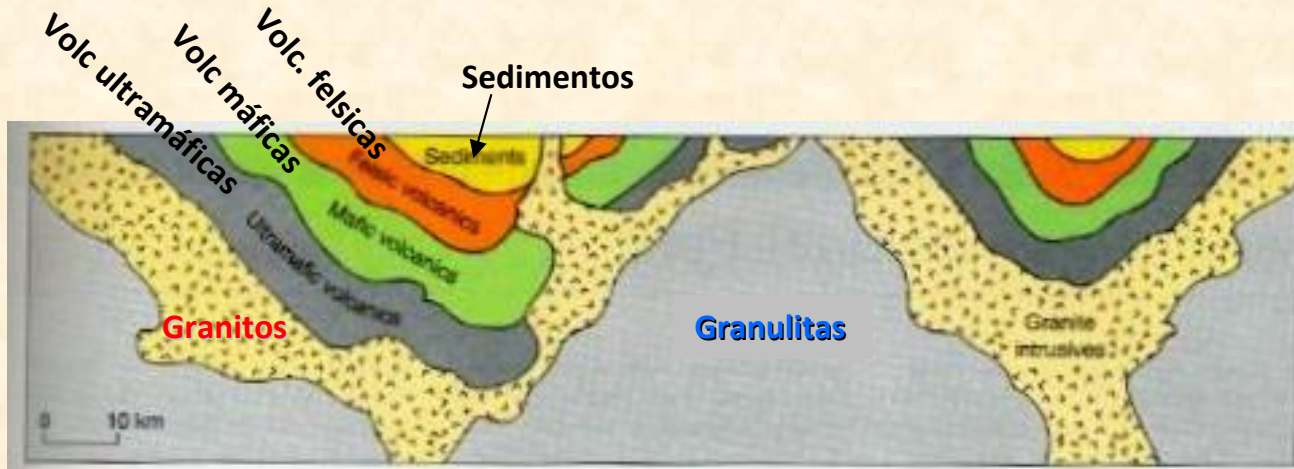 Volc ultramáficas
Volc máficas
Volc. felsicas
Sedimentos
Sediments
Felsic volcanics
Mafic volcanics
Ultramafic volcanics
Granitos
Granulitas
Granite
intrusives
0 10 km